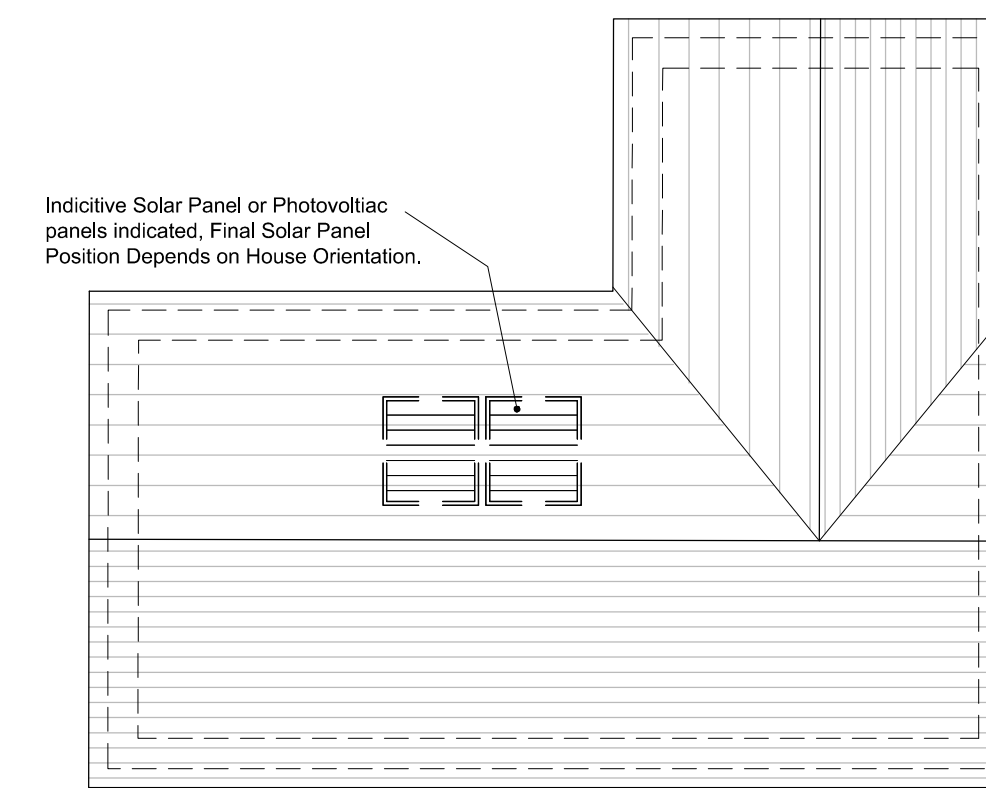 Indicitive Solar Panel or Photovoltiac
panels indicated, Final Solar Panel
Position Depends on House Orientation.